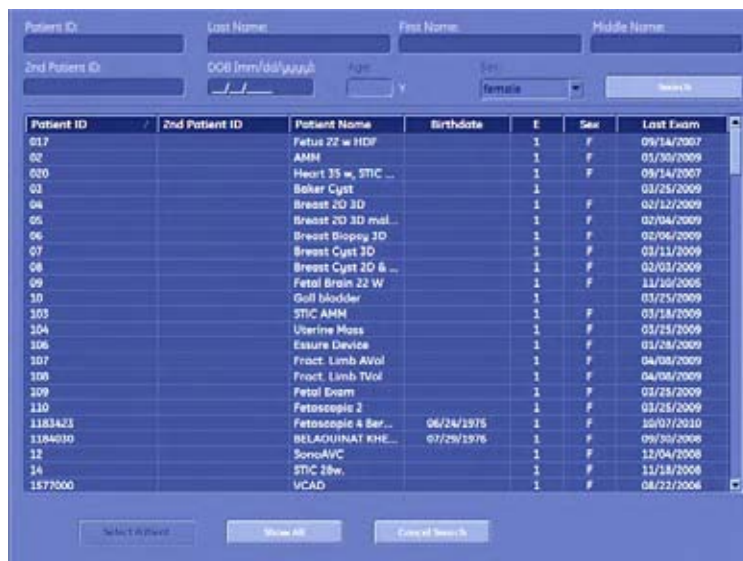 Patient ID: Last Name: First Name: Middle Name:
2nd Patient ID: DOB [mm/dd/yyyy]: Age: Sex:
__/__/____ Y female Search
Patient ID / 2nd Patient ID Patient Name Birthdate E Sex Last Exam
017 Fetus 22 w HDF 1 F 09/14/2007
02 AMM 1 F 01/30/2009
020 Heart 35 w, STIC ... 1 F 09/14/2007
03 Baker Cyst 1 03/25/2009
04 Breast 2D 3D 1 F 02/12/2009
05 Breast 2D 3D mal... 1 F 02/04/2009
06 Breast Biopsy 3D 1 F 02/06/2009
07 Breast Cyst 3D 1 F 03/11/2009
08 Breast Cyst 2D & ... 1 F 02/03/2009
09 Fetal Brain 22 W 1 F 11/10/2005
10 Gall bladder 1 03/25/2009
103 STIC AMM 1 F 03/18/2009
104 Uterine Mass 1 F 03/25/2009
106 Essure Device 1 F 01/28/2009
107 Fract. Limb AVol 1 F 04/08/2009
108 Fract. Limb TVol 1 F 04/08/2009
109 Fetal Exam 1 F 03/25/2009
110 Fetoscopic 2 1 F 03/25/2009
1183423 Fetoscopic 4 Ber... 06/24/1975 1 F 10/07/2010
1184030 BELAOUINAT KHE... 07/29/1976 1 F 09/30/2008
12 SonoAVC 1 F 12/04/2008
14 STIC 28w. 1 F 11/18/2008
1577000 VCAD 1 F 08/22/2006
Select Patient Show All Cancel Search